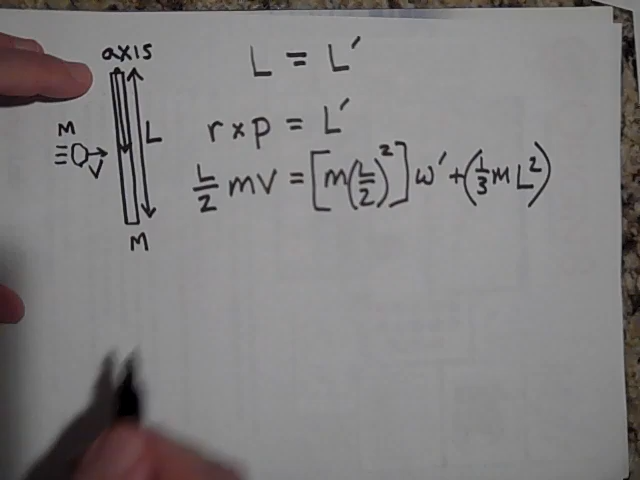 axis
L = L′
M
L
V
M
r × p = L′
L/2 mv = [m(L/2)²] ω′ + (1/3 M L²)